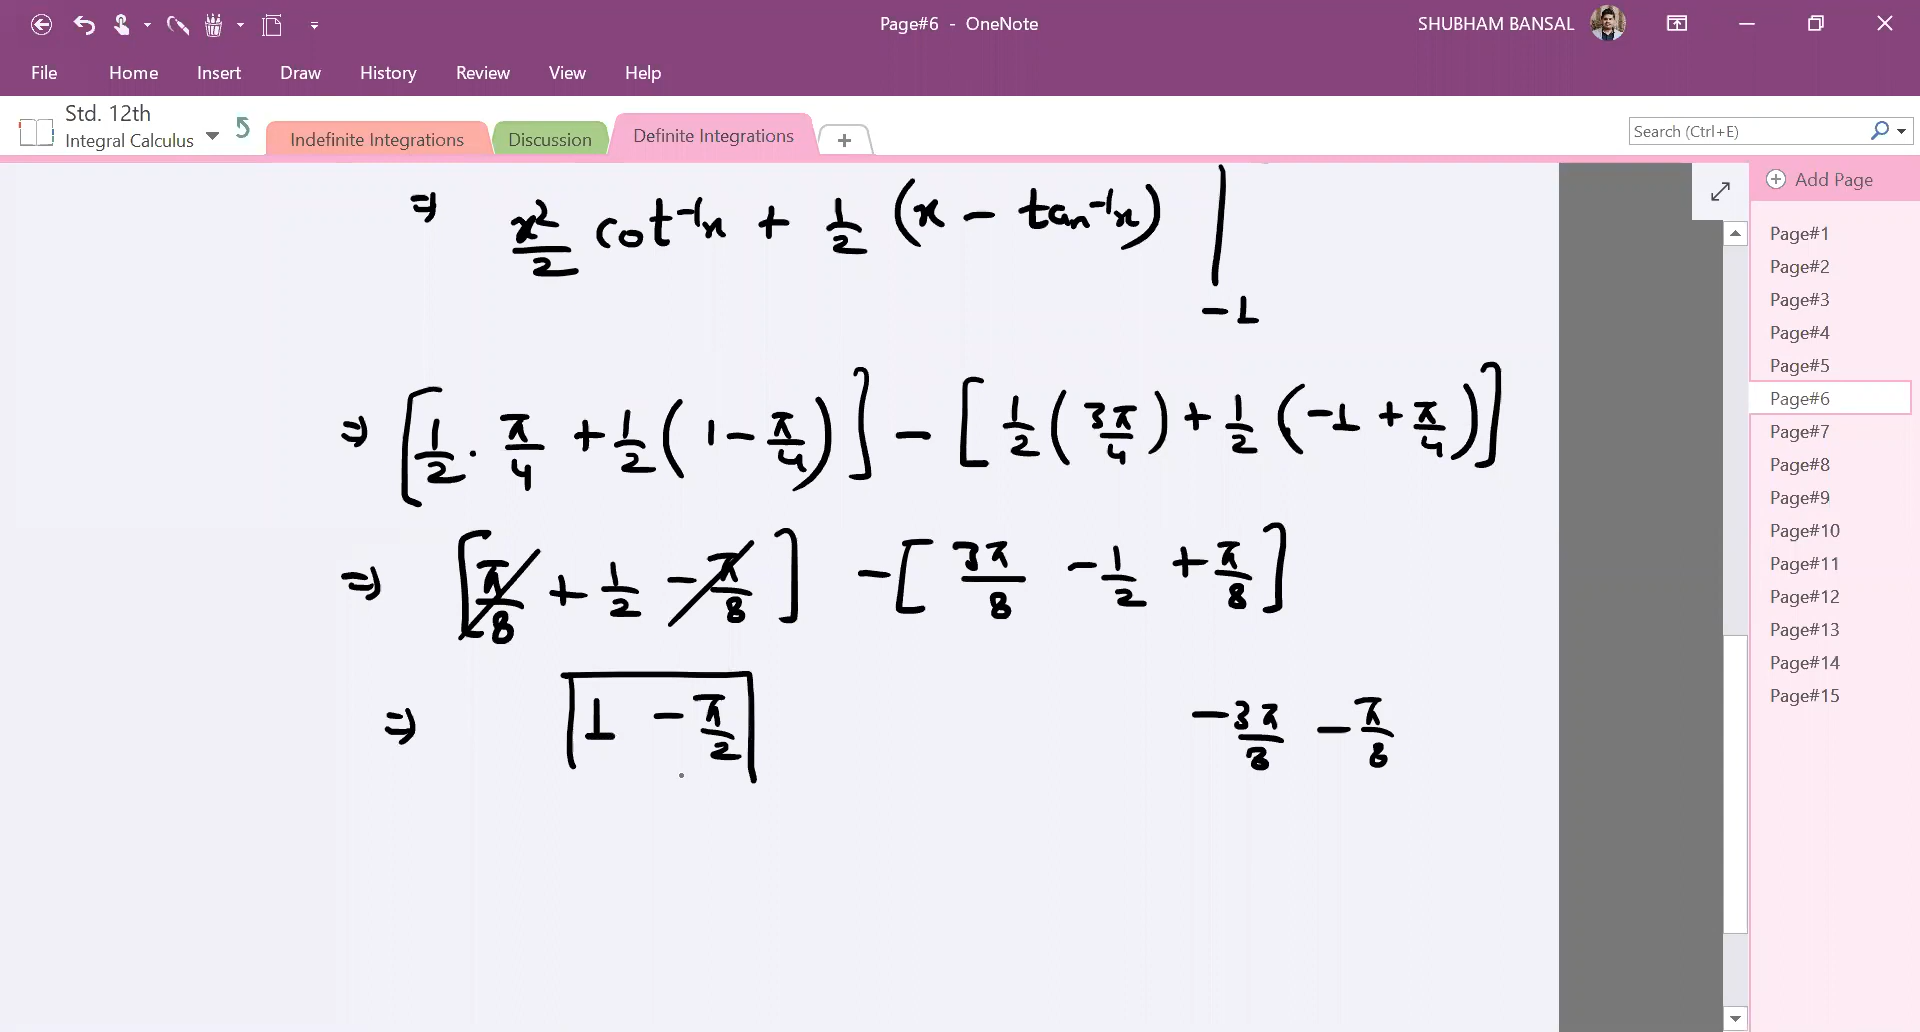 Page#6 - OneNote
SHUBHAM BANSAL
File Home Insert Draw History Review View Help
Std. 12th
Integral Calculus
Indefinite Integrations
Discussion
Definite Integrations
+
Search (Ctrl+E)
Add Page
Page#1
Page#2
Page#3
Page#4
Page#5
Page#6
Page#7
Page#8
Page#9
Page#10
Page#11
Page#12
Page#13
Page#14
Page#15
⇒ x²/2 cot⁻¹x + 1/2 (x − tan⁻¹x) |
−1
⇒ [1/2 · π/4 + 1/2 (1 − π/4)] − [1/2 (3π/4) + 1/2 (−1 + π/4)]
⇒ [π/8 + 1/2 − π/8] − [3π/8 − 1/2 + π/8]
⇒ 1 − π/2
−3π/8 − π/8